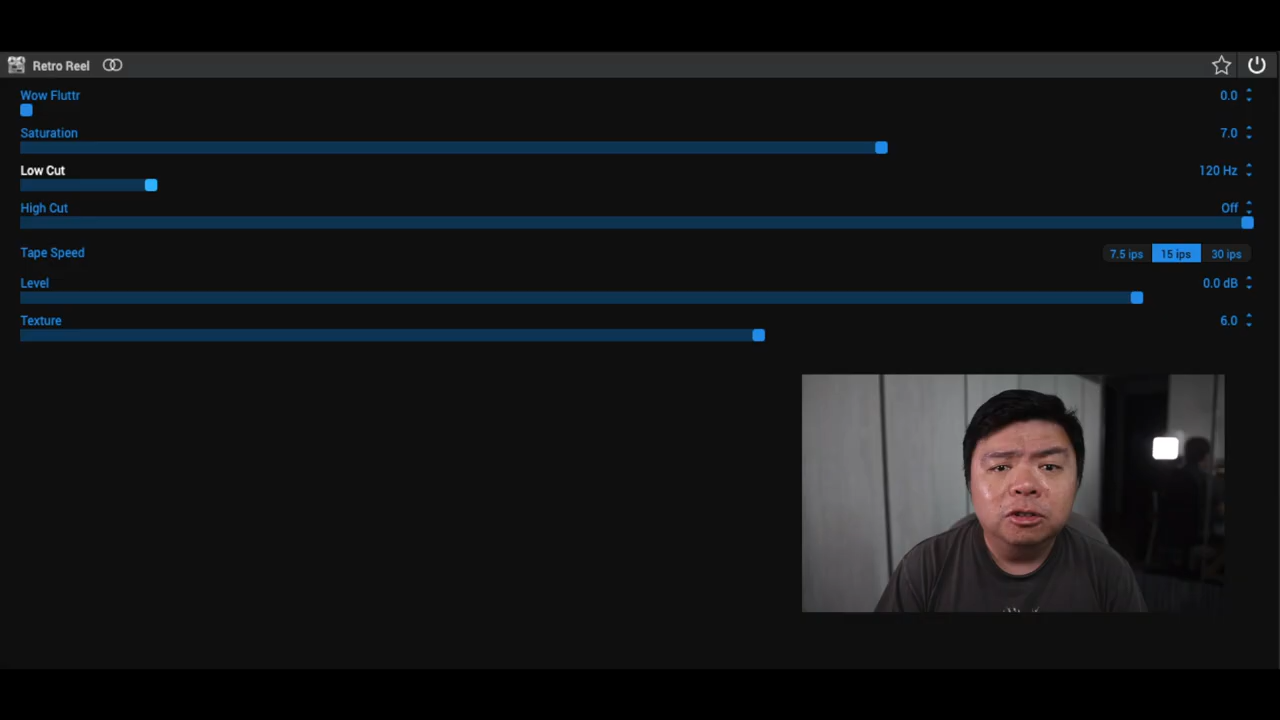 Retro Reel
Wow Fluttr 0.0
Saturation 7.0
Low Cut 120 Hz
High Cut Off
Tape Speed 7.5 ips 15 ips 30 ips
Level 0.0 dB
Texture 6.0